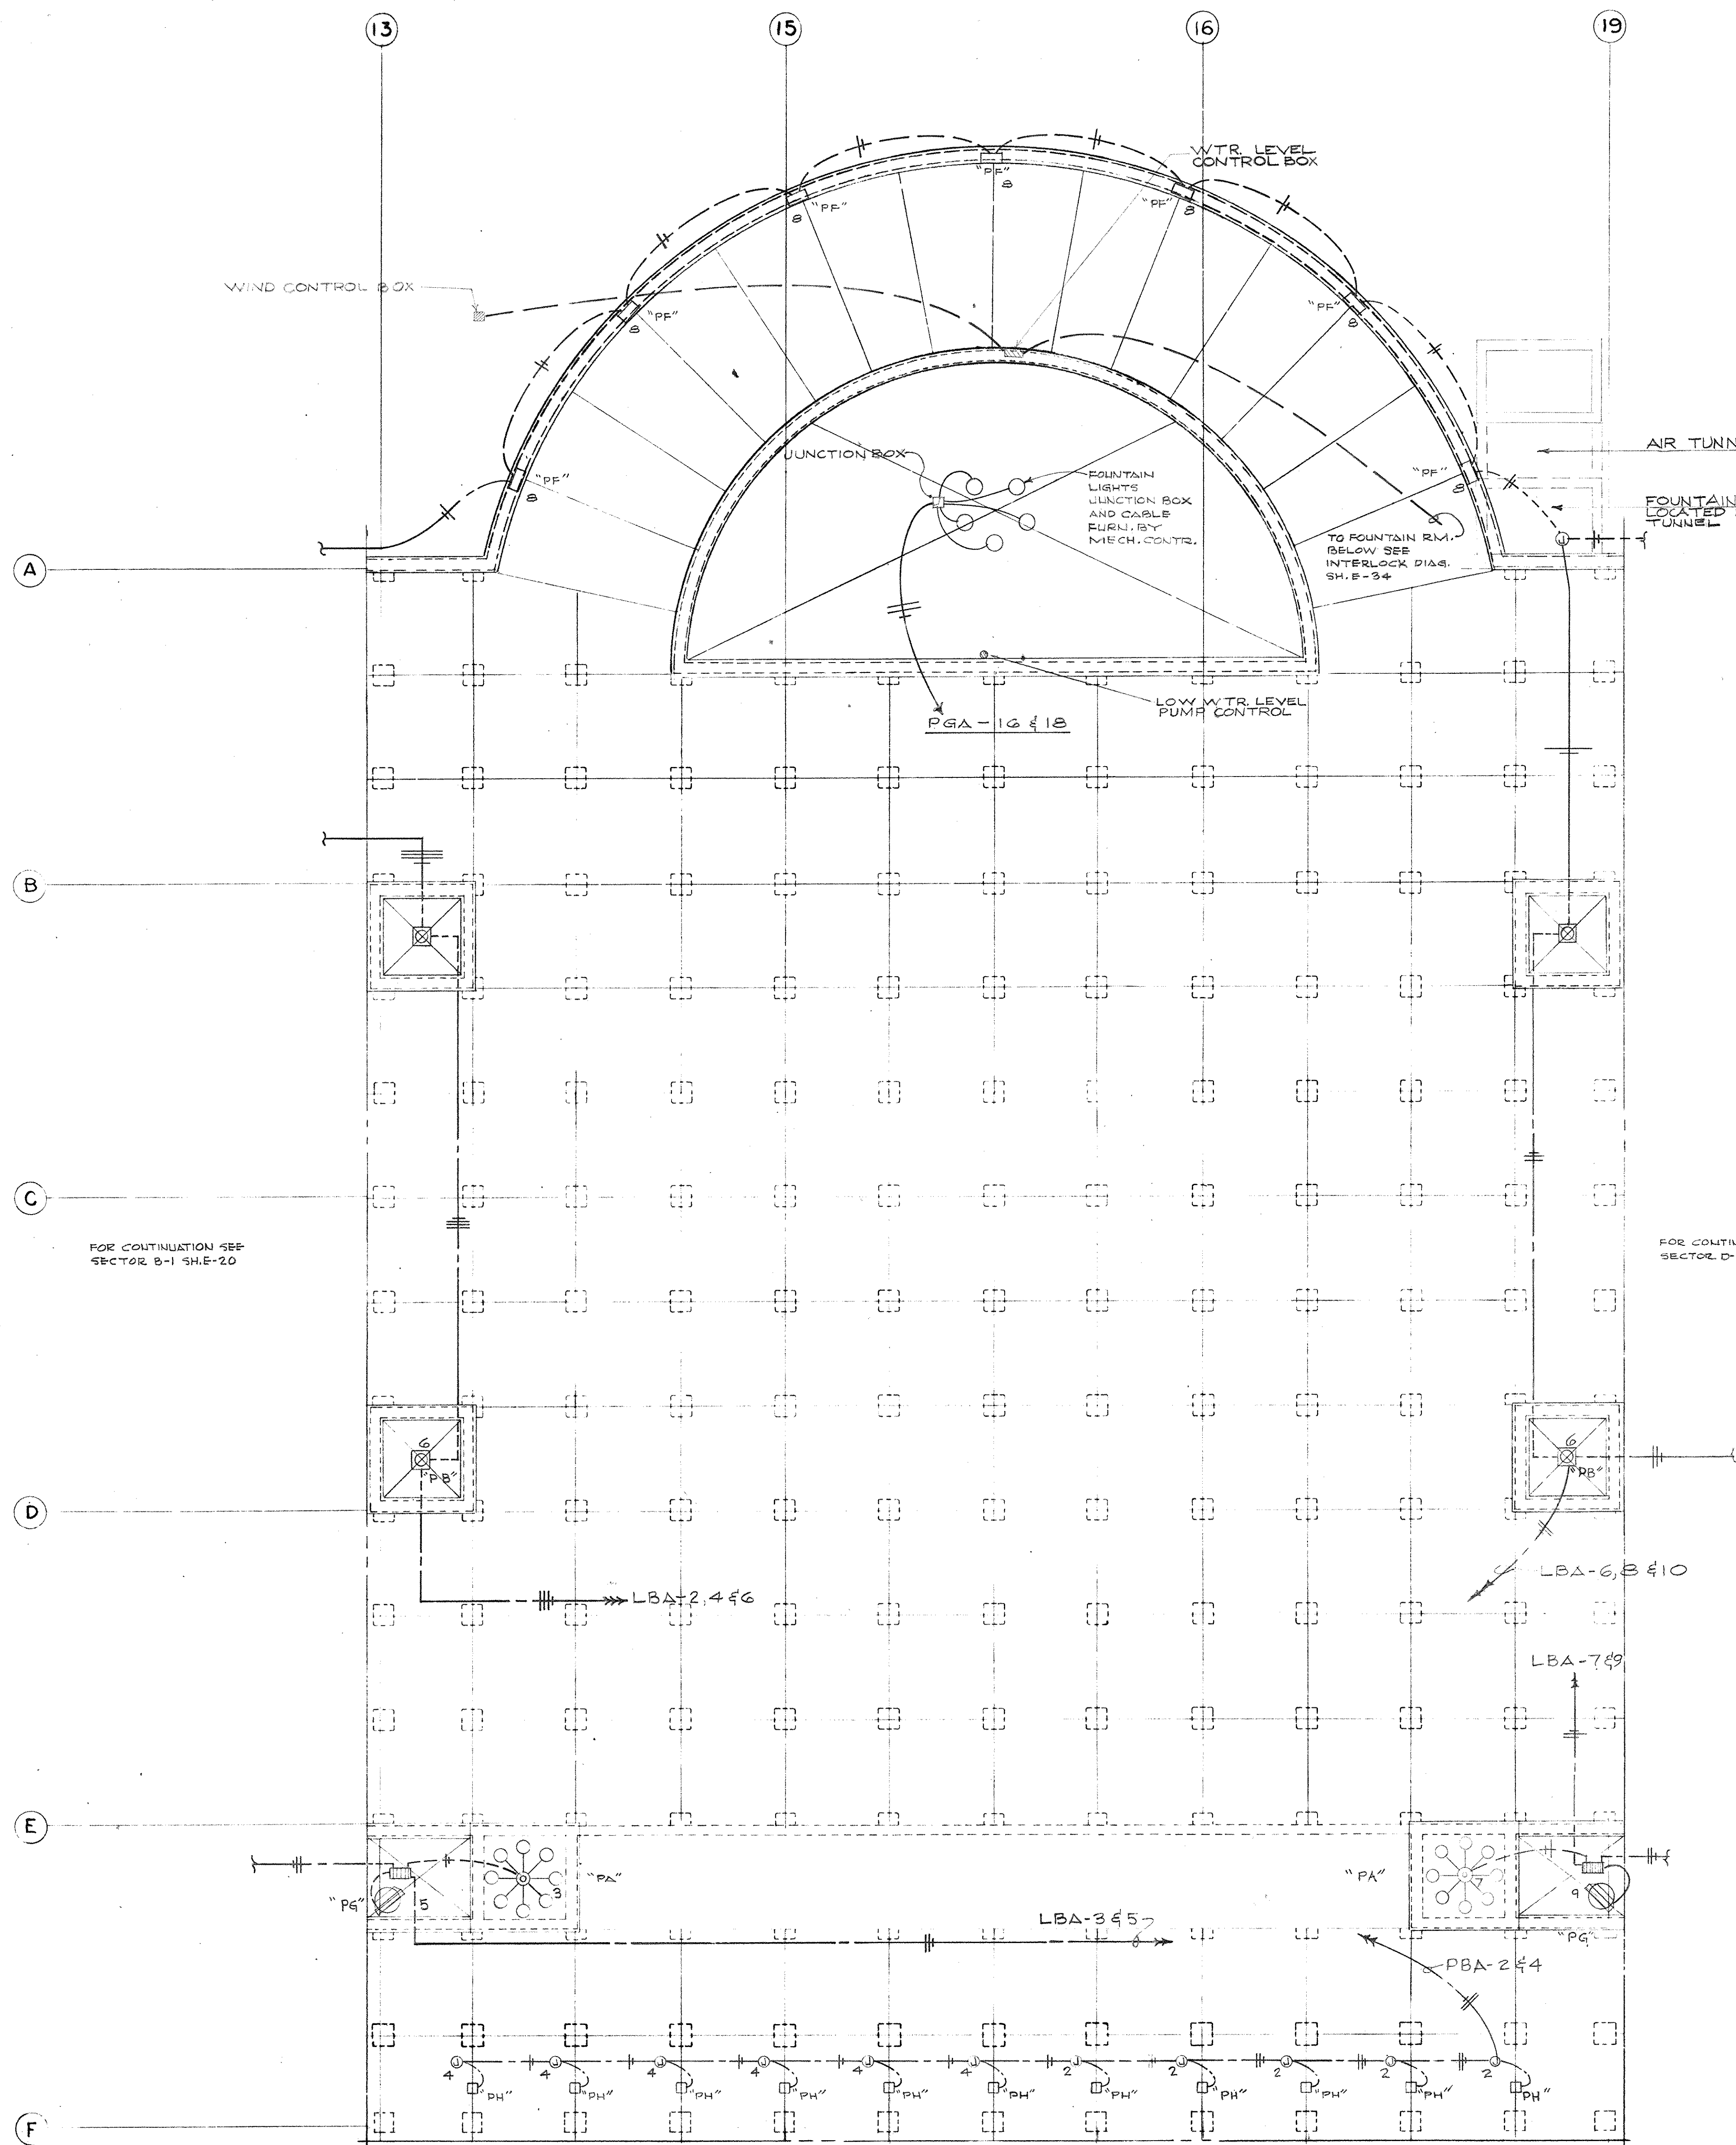 13
15
16
19
WTR. LEVEL
CONTROL BOX
"PF"
8
"PF"
8
"PF"
8
WIND CONTROL BOX
"PF"
8
"PF"
8
JUNCTION BOX
FOUNTAIN
LIGHTS
JUNCTION BOX
AND CABLE
FURN. BY
MECH. CONTR.
"PF"
8
"PF"
8
AIR TUNN
FOUNTAIN
LOCATED
TUNNEL
TO FOUNTAIN RM.
BELOW SEE
INTERLOCK DIAG.
SH. E-34
A
LOW WTR. LEVEL
PUMP CONTROL
PGA-16 & 18
B
C
FOR CONTINUATION SEE
SECTOR B-1 SH. E-20
FOR CONTIN
SECTOR D-
6
"PB"
6
"PB"
D
LBA-2, 4 & 6
LBA-6, 8 & 10
LBA-7 & 9
E
"PG"
5
3
"PA"
"PA"
7
9
"PG"
LBA-3 & 5
PBA-2 & 4
4
4
4
4
4
4
2
2
2
2
2
"PH"
"PH"
"PH"
"PH"
"PH"
"PH"
"PH"
"PH"
"PH"
"PH"
"PH"
F